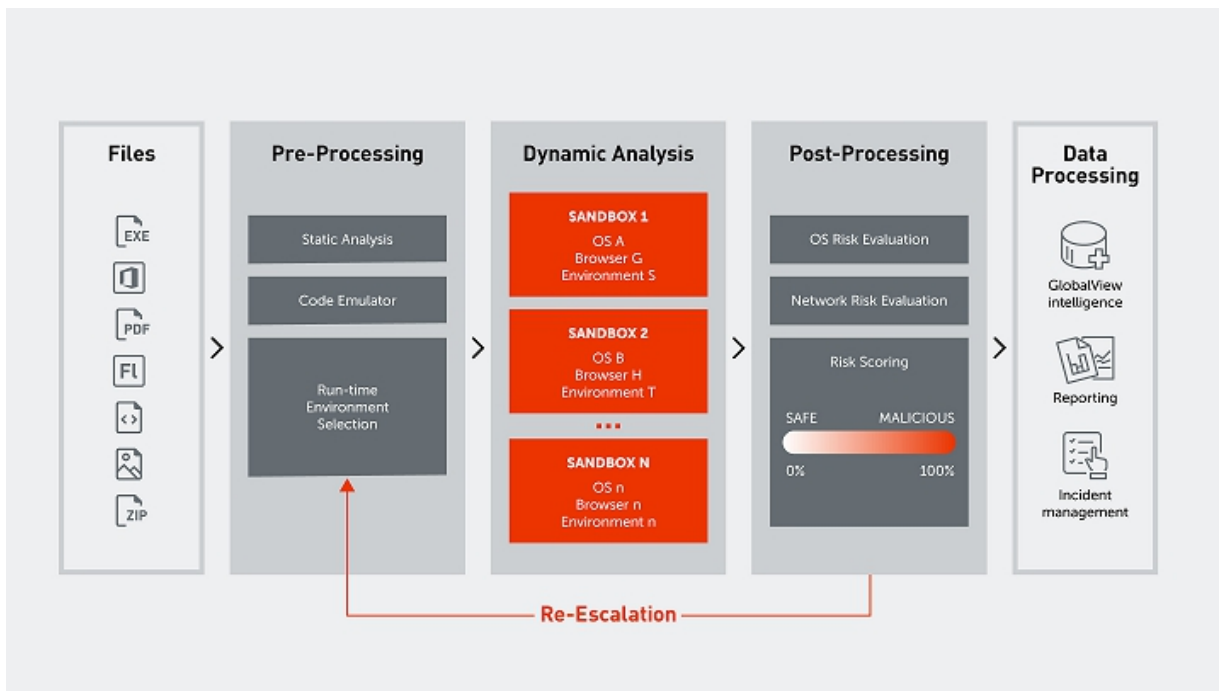 Files
EXE
PDF
Fl
ZIP
Pre-Processing
Static Analysis
Code Emulator
Run-time
Environment
Selection
Dynamic Analysis
SANDBOX 1
OS A
Browser G
Environment S
SANDBOX 2
OS B
Browser H
Environment T
...
SANDBOX N
OS n
Browser n
Environment n
Post-Processing
OS Risk Evaluation
Network Risk Evaluation
Risk Scoring
SAFE MALICIOUS
0% 100%
Data
Processing
GlobalView
intelligence
Reporting
Incident
management
Re-Escalation